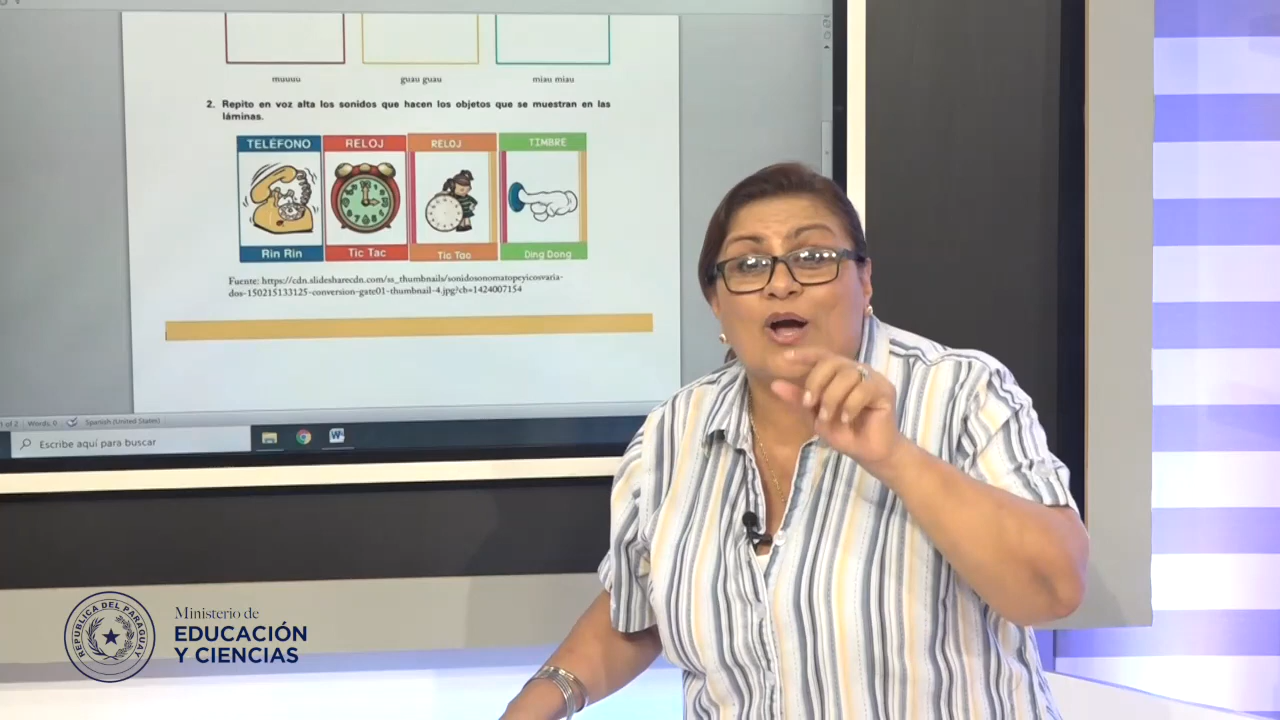 muuuu
guau guau
miau miau
2. Repito en voz alta los sonidos que hacen los objetos que se muestran en las
láminas.
TELÉFONO
RELOJ
RELOJ
TIMBRE
Rin Rin
Tic Tac
Tic Tac
Ding Dong
Fuente: https://cdn.slidesharecdn.com/ss_thumbnails/sonidosonomatopeyicosvaria-
dos-150215133125-conversion-gate01-thumbnail-4.jpg?cb=1424007154
of 2
Words: 0
Spanish (United States)
Escribe aquí para buscar
REPUBLICA DEL PARAGUAY
Ministerio de
EDUCACIÓN
Y CIENCIAS